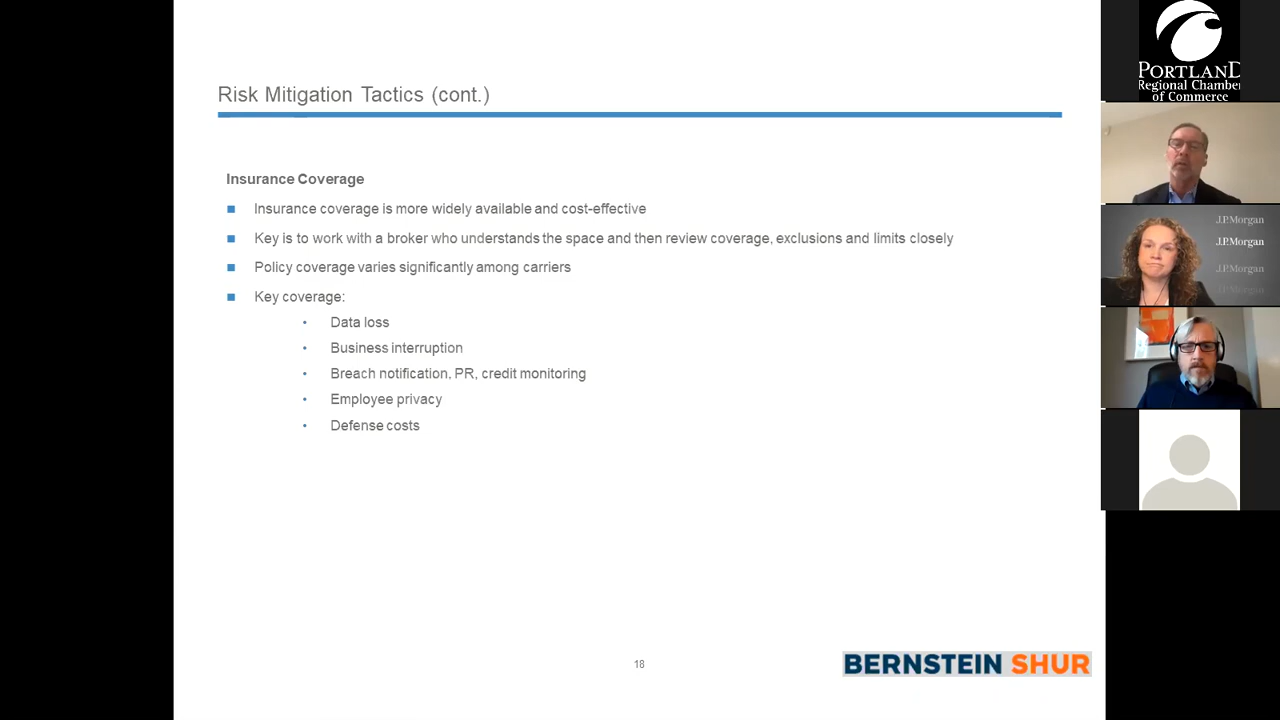 Risk Mitigation Tactics (cont.)
Insurance Coverage
Insurance coverage is more widely available and cost-effective
Key is to work with a broker who understands the space and then review coverage, exclusions and limits closely
Policy coverage varies significantly among carriers
Key coverage:
• Data loss
• Business interruption
• Breach notification, PR, credit monitoring
• Employee privacy
• Defense costs
18
BERNSTEIN SHUR
PORTLAND
Regional Chamber
of Commerce
J.P.Morgan
J.P.Morgan
J.P.Morgan
J.P.Morgan